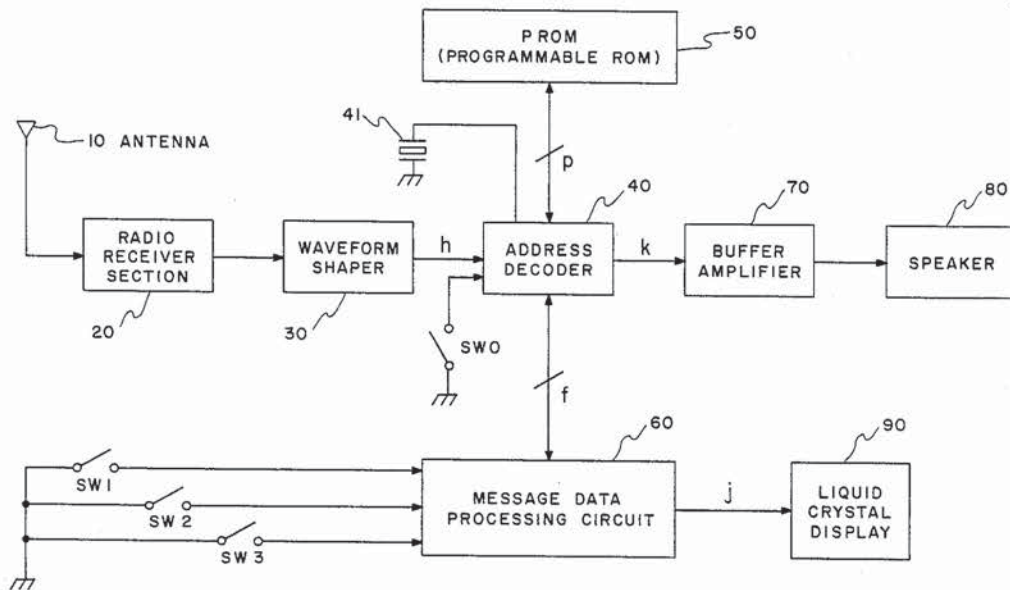 P ROM
(PROGRAMMABLE ROM)
50
41
10 ANTENNA
p
40
70
80
RADIO
RECEIVER
SECTION
WAVEFORM
SHAPER
h
ADDRESS
DECODER
k
BUFFER
AMPLIFIER
SPEAKER
20
30
SW0
f
60
90
SW1
SW2
SW3
MESSAGE DATA
PROCESSING CIRCUIT
j
LIQUID
CRYSTAL
DISPLAY